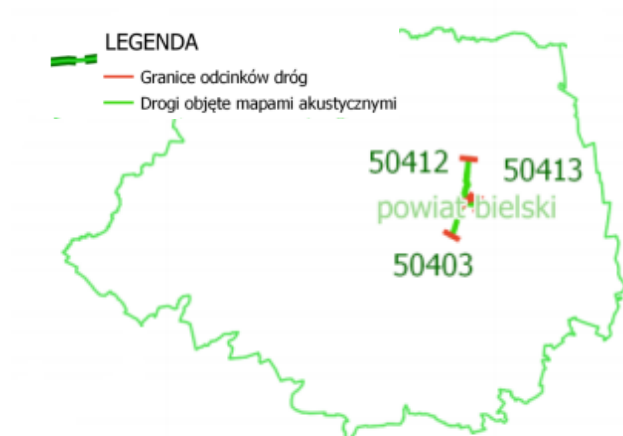 LEGENDA
Granice odcinków dróg
Drogi objęte mapami akustycznymi
50412
50413
powiat bielski
50403